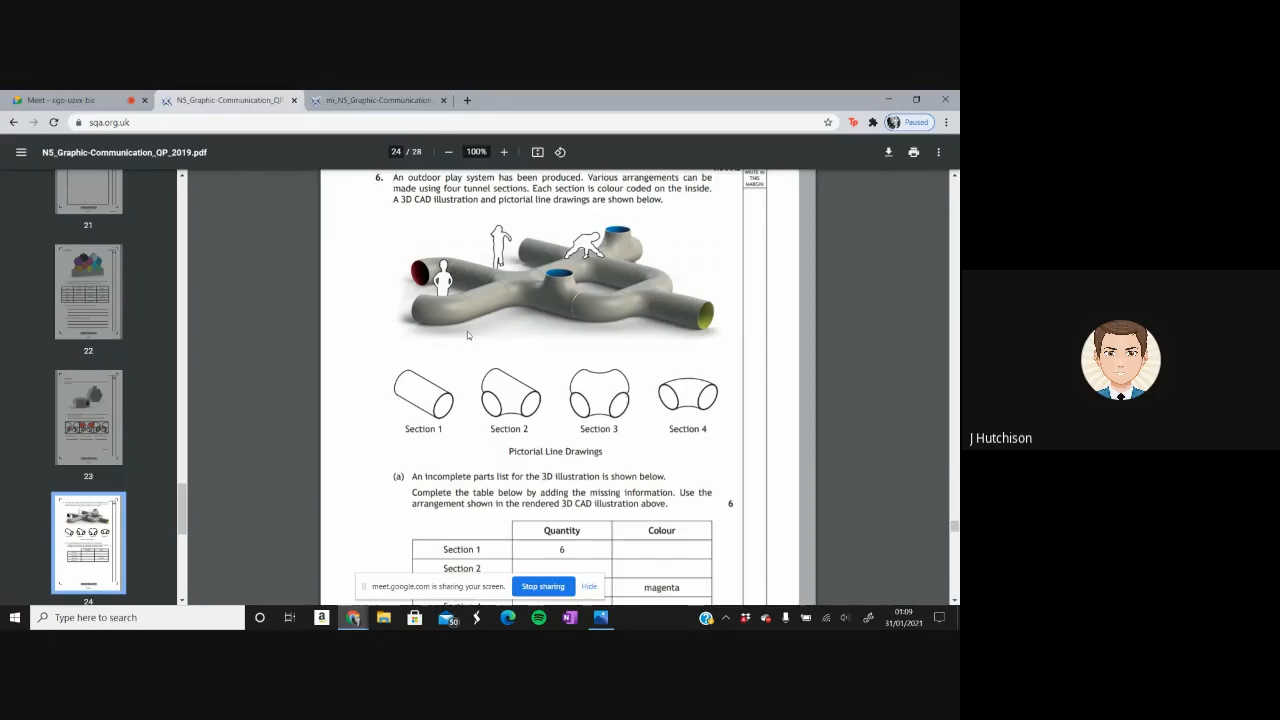 Meet – cgo-uzvx-bic
N5_Graphic-Communication_QP
mi_N5_Graphic-Communication
sqa.org.uk
Paused
N5_Graphic-Communication_QP_2019.pdf
24 / 28
100%
WRITE IN
THIS
MARGIN
6. An outdoor play system has been produced. Various arrangements can be
made using four tunnel sections. Each section is colour coded on the inside.
A 3D CAD illustration and pictorial line drawings are shown below.
21
22
23
24
Section 1
Section 2
Section 3
Section 4
Pictorial Line Drawings
(a) An incomplete parts list for the 3D illustration is shown below.
Complete the table below by adding the missing information. Use the
arrangement shown in the rendered 3D CAD illustration above. 6
Quantity Colour
Section 1 6
Section 2
magenta
meet.google.com is sharing your screen. Stop sharing Hide
Type here to search
50
01:09
31/01/2021
J Hutchison